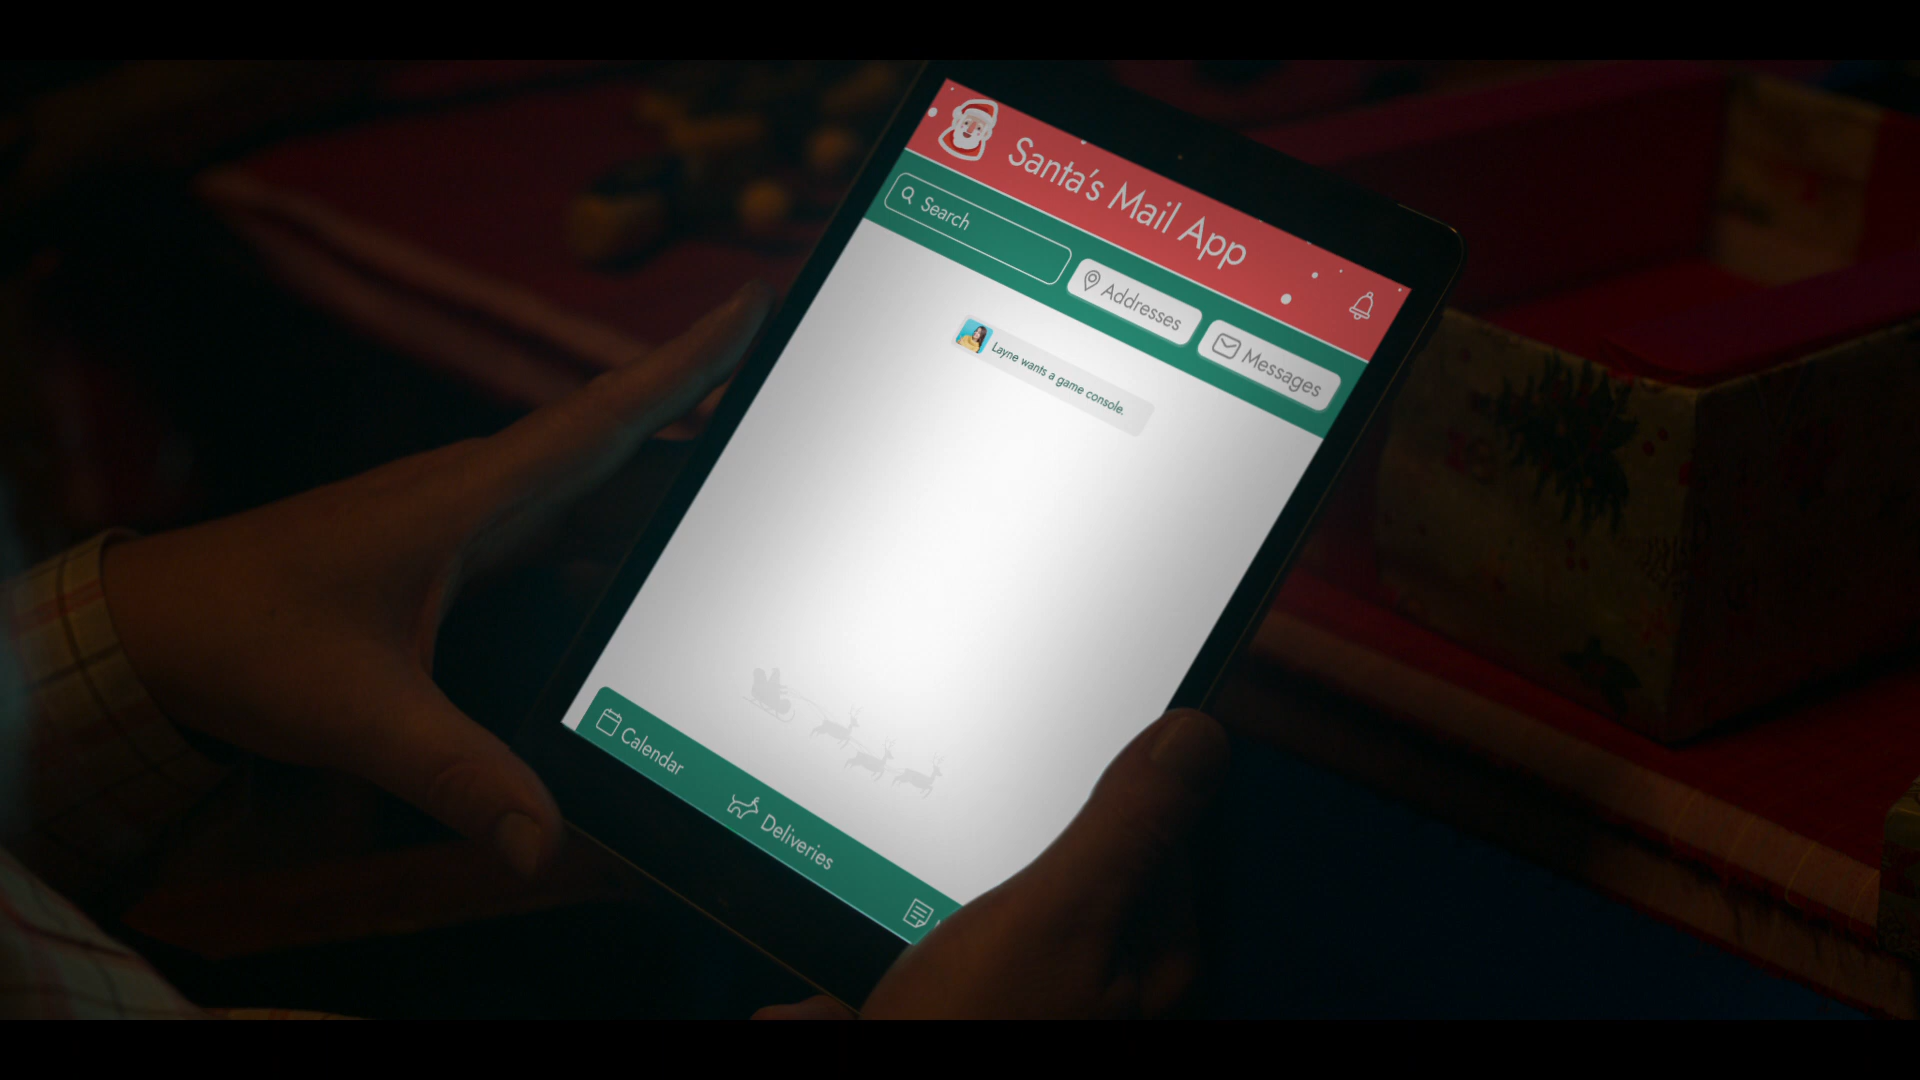 Santa's Mail App
Search
Addresses
Messages
Layne wants a game console.
Calendar
Deliveries